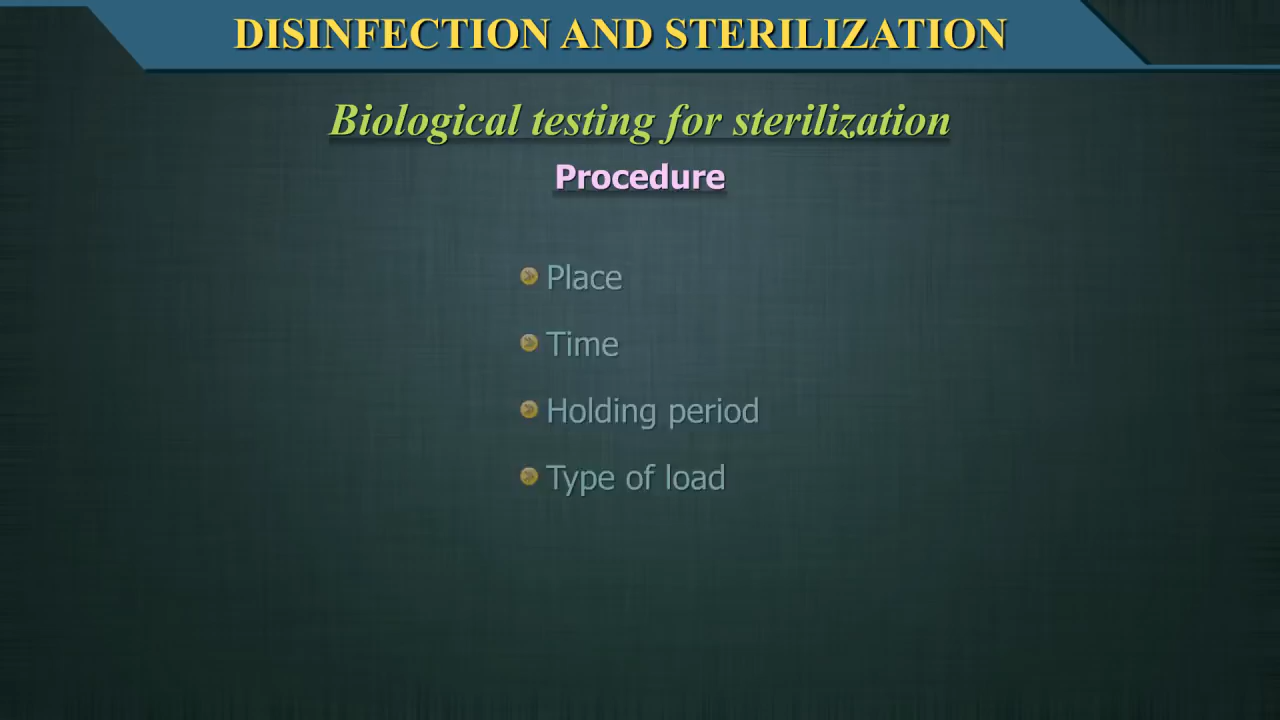 DISINFECTION AND STERILIZATION
Biological testing for sterilization
Procedure
Place
Time
Holding period
Type of load